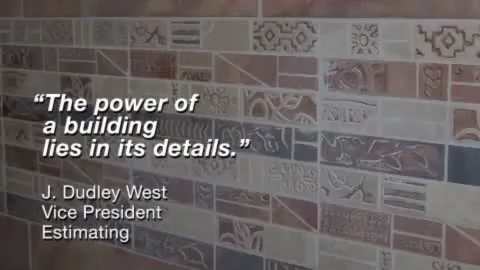 “The power of
a building
lies in its details.”
J. Dudley West
Vice President
Estimating